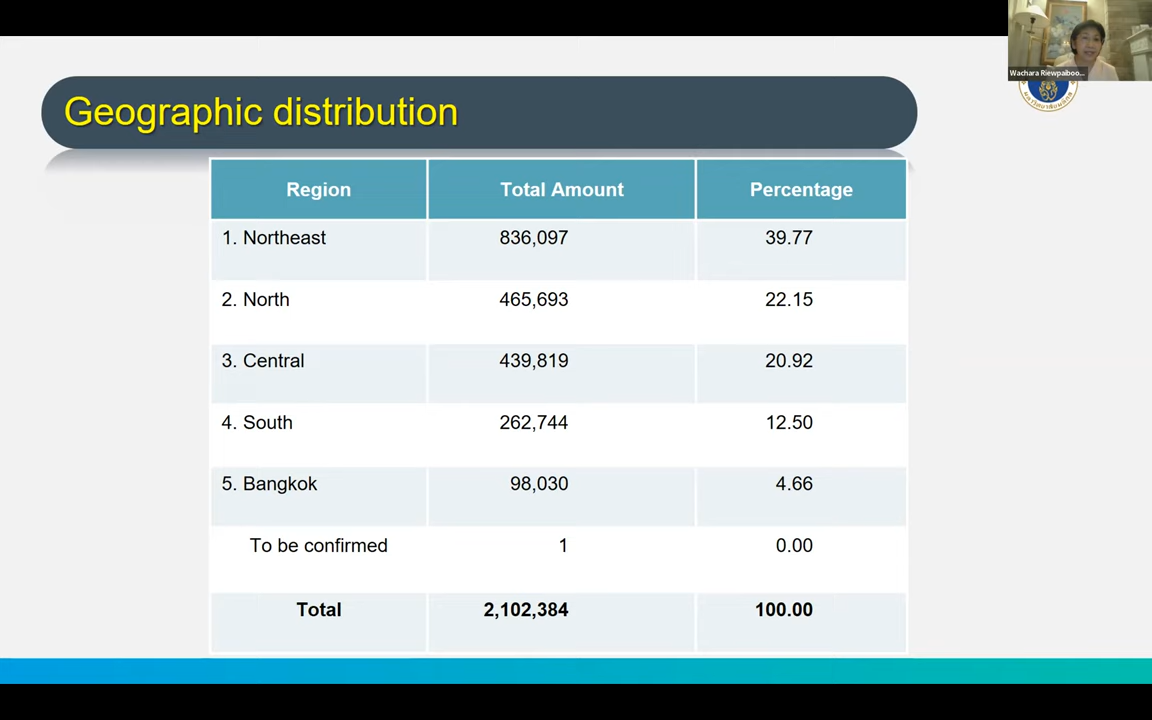 Wachara Riewpaiboo...
Geographic distribution
Region Total Amount Percentage
1. Northeast 836,097 39.77
2. North 465,693 22.15
3. Central 439,819 20.92
4. South 262,744 12.50
5. Bangkok 98,030 4.66
To be confirmed 1 0.00
Total 2,102,384 100.00